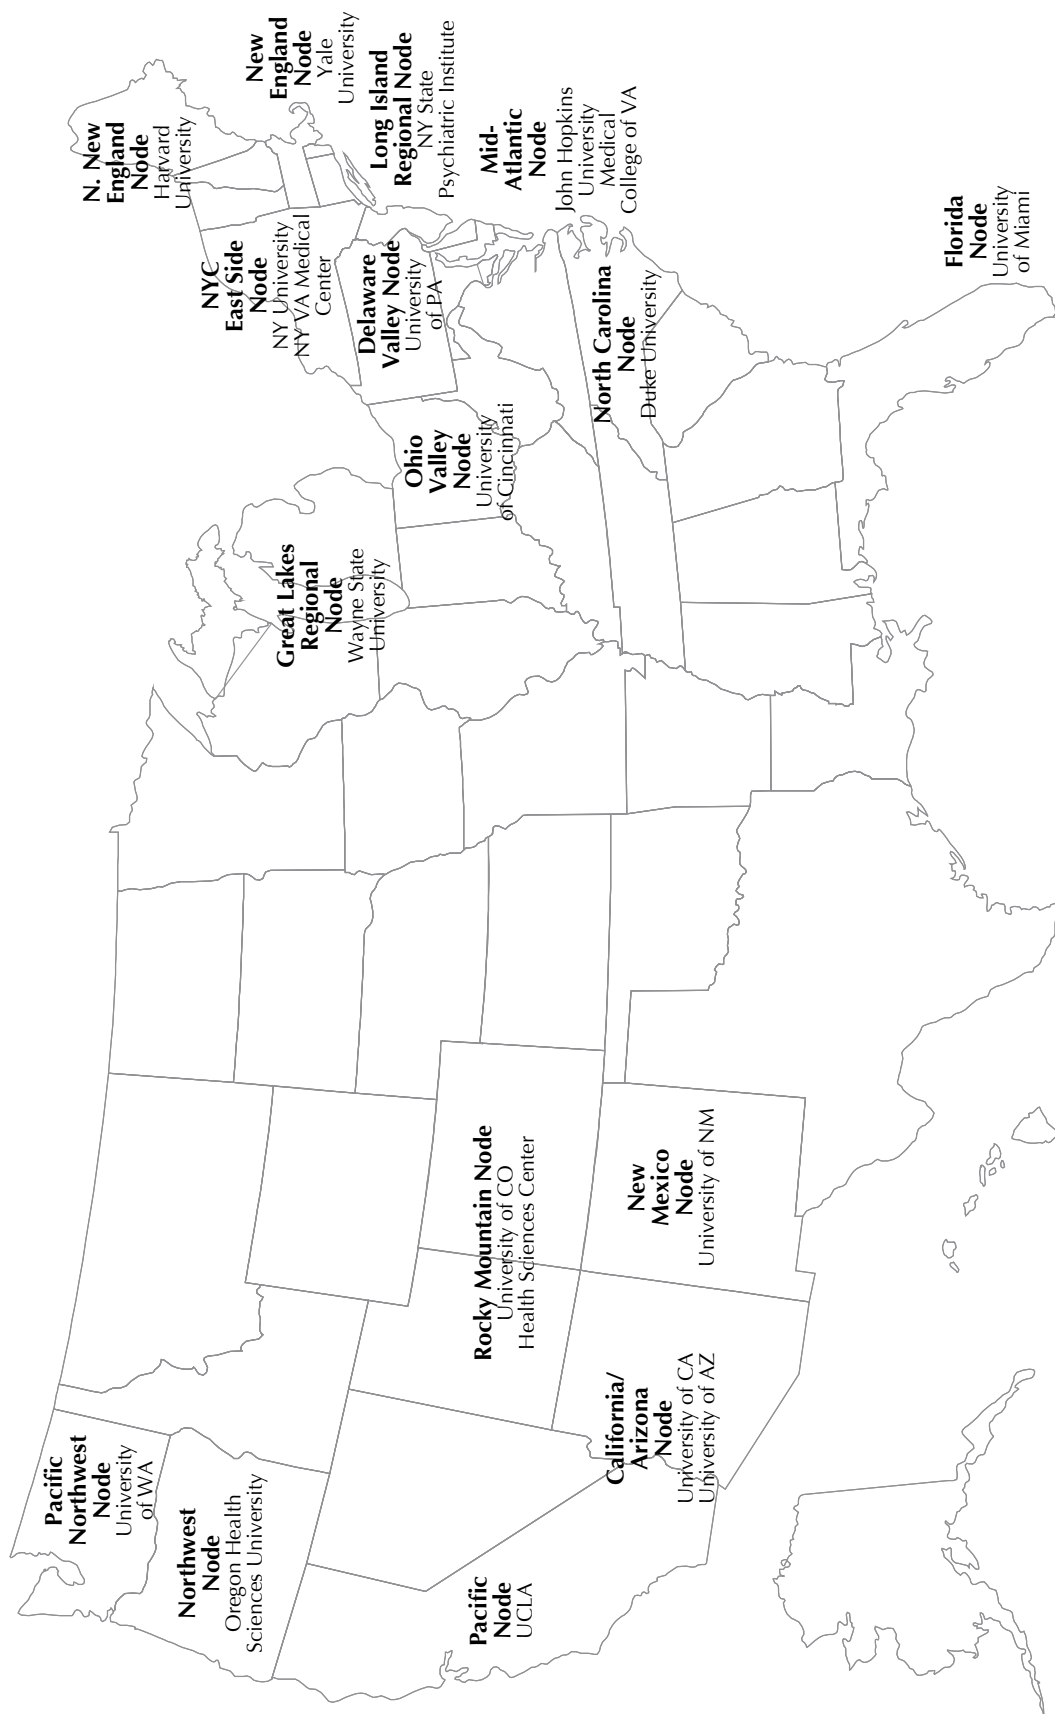 Pacific
Northwest
Node
University
of WA
Northwest
Node
Oregon Health
Sciences University
Pacific
Node
UCLA
California/
Arizona
Node
University of CA
University of AZ
Rocky Mountain Node
University of CO
Health Sciences Center
New
Mexico
Node
University of NM
Great Lakes
Regional
Node
Wayne State
University
Ohio
Valley
Node
University
of Cincinnati
Delaware
Valley Node
University
of PA
NYC
East Side
Node
NY University
NY VA Medical
Center
N. New
England
Node
Harvard
University
New
England
Node
Yale
University
Long Island
Regional Node
NY State
Psychiatric Institute
Mid-
Atlantic
Node
John Hopkins
University
Medical
College of VA
North Carolina
Node
Duke University
Florida
Node
University
of Miami